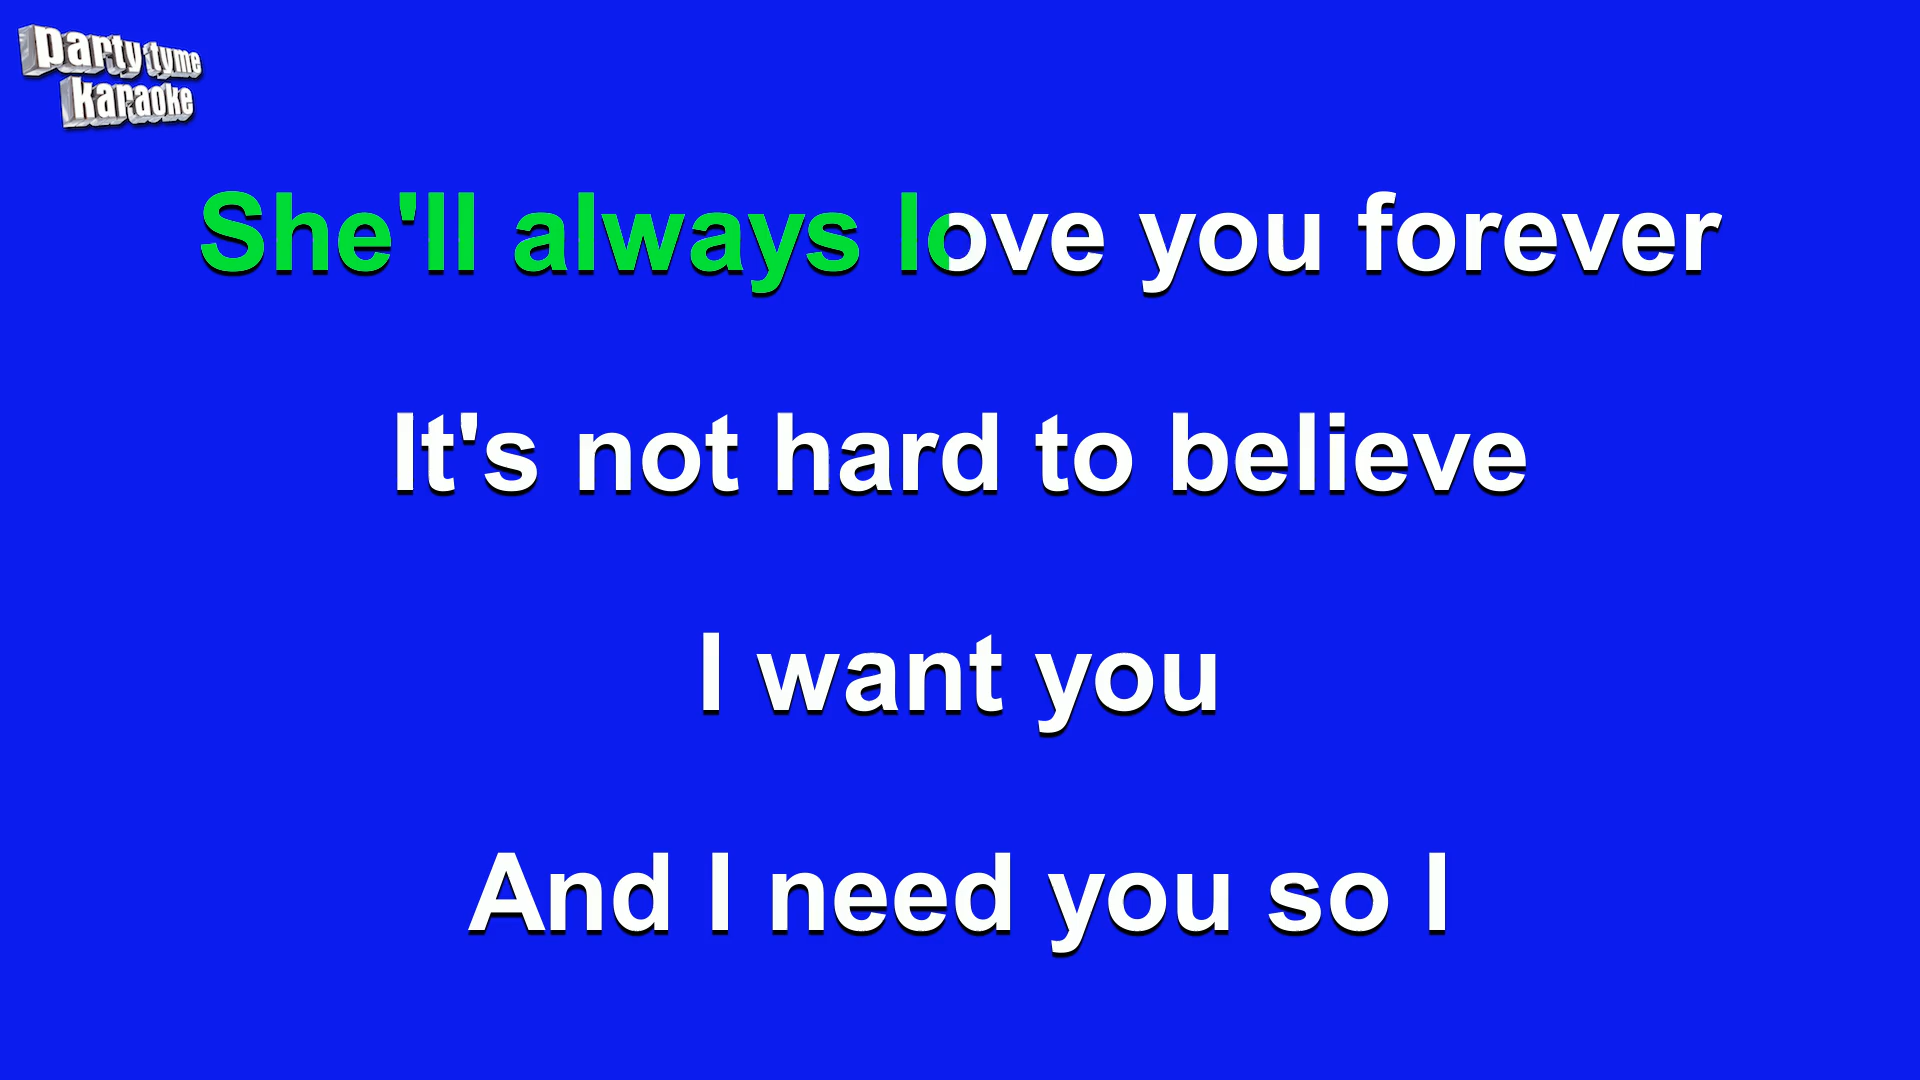 party tyme
karaoke
She'll always love you forever
It's not hard to believe
I want you
And I need you so I